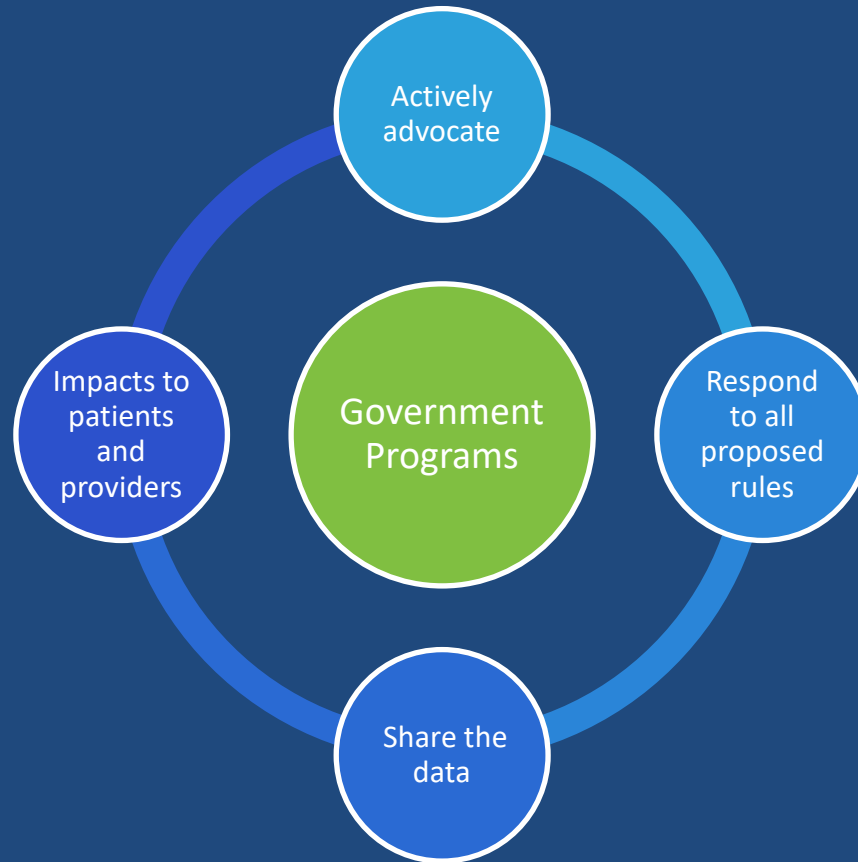 Actively
advocate
Respond
to all
proposed
rules
Share the
data
Impacts to
patients
and
providers
Government
Programs